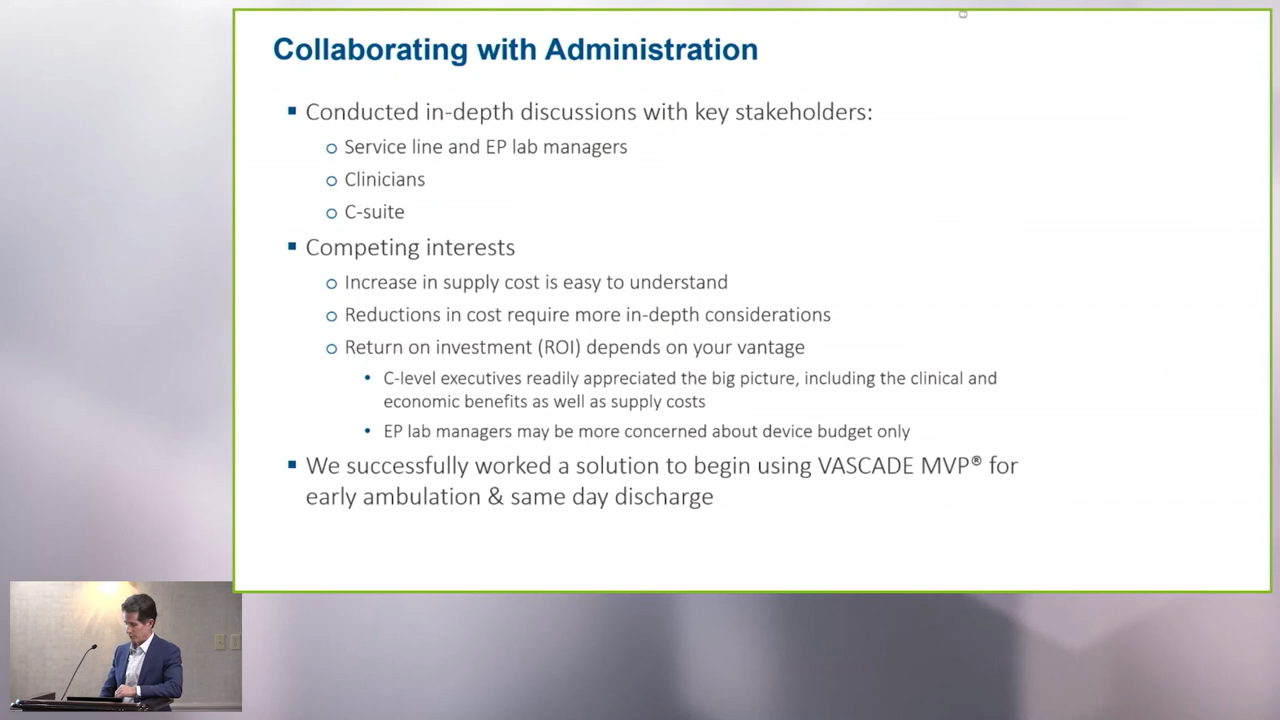 Collaborating with Administration
Conducted in-depth discussions with key stakeholders:
Service line and EP lab managers
Clinicians
C-suite
Competing interests
Increase in supply cost is easy to understand
Reductions in cost require more in-depth considerations
Return on investment (ROI) depends on your vantage
C-level executives readily appreciated the big picture, including the clinical and
economic benefits as well as supply costs
EP lab managers may be more concerned about device budget only
We successfully worked a solution to begin using VASCADE MVP® for
early ambulation & same day discharge